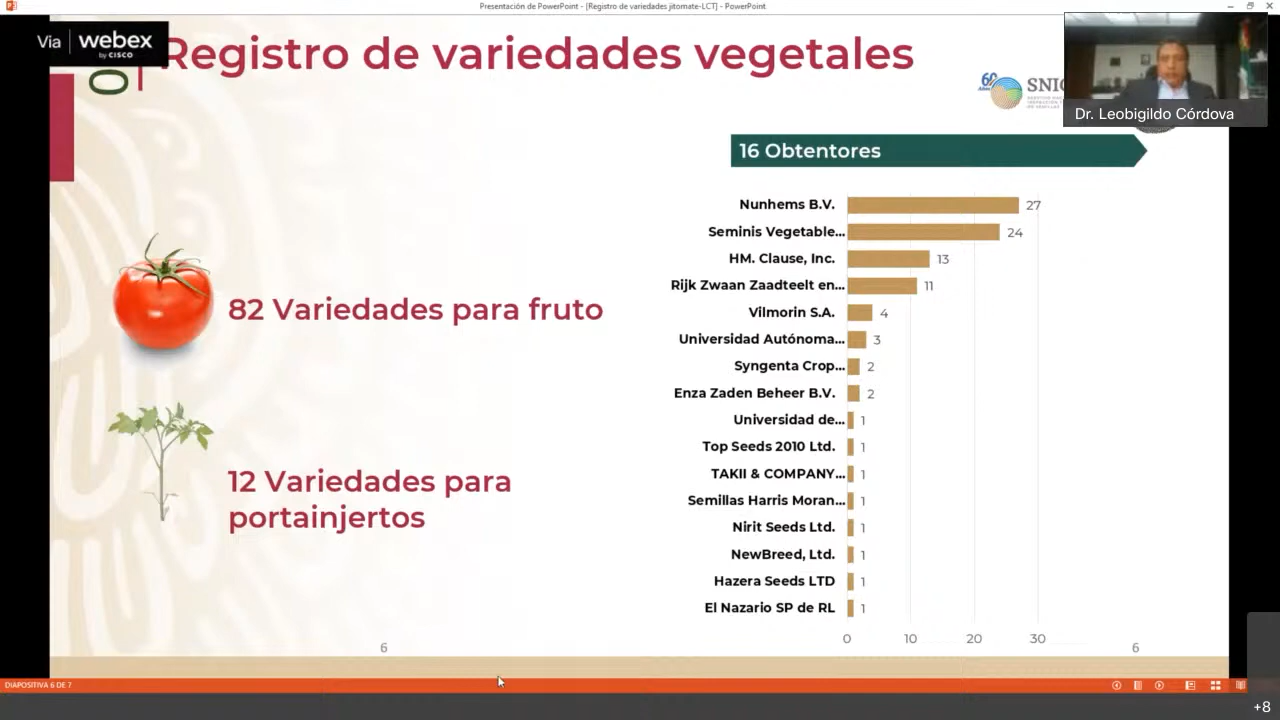 Presentación de PowerPoint - [Registro de variedades jitomate-LCT] - PowerPoint
Via webex
by CISCO
Registro de variedades vegetales
60
Años
SNIC
Dr. Leobigildo Córdova
16 Obtentores
Nunhems B.V. 27
Seminis Vegetable... 24
HM. Clause, Inc. 13
Rijk Zwaan Zaadteelt en... 11
Vilmorin S.A. 4
Universidad Autónoma... 3
Syngenta Crop... 2
Enza Zaden Beheer B.V. 2
Universidad de... 1
Top Seeds 2010 Ltd. 1
TAKII & COMPANY... 1
Semillas Harris Moran... 1
Nirit Seeds Ltd. 1
NewBreed, Ltd. 1
Hazera Seeds LTD 1
El Nazario SP de RL 1
0 10 20 30
82 Variedades para fruto
12 Variedades para
portainjertos
6
6
DIAPOSITIVA 6 DE 7
+8